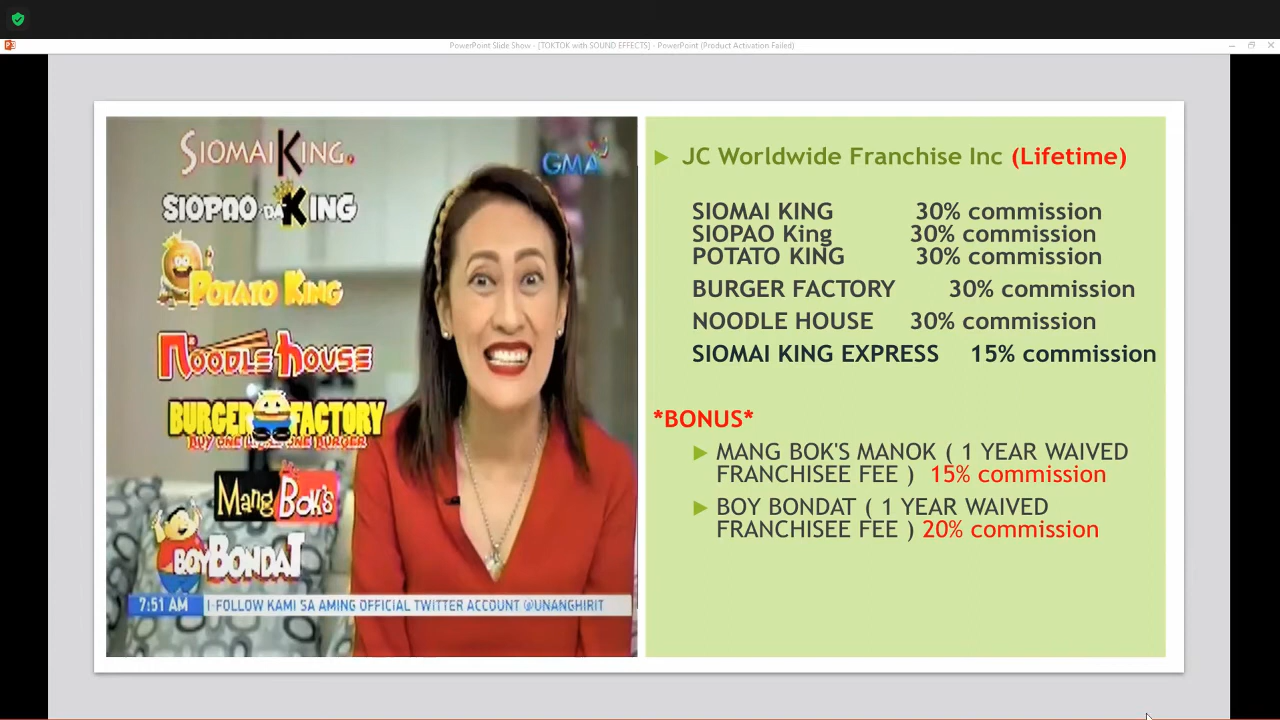 PowerPoint Slide Show - [TOKTOK with SOUND EFFECTS] - PowerPoint (Product Activation Failed)
SIOMAI KING
SIOPAO DA KING
POTATO KING
NOODLE HOUSE
BURGER FACTORY
BUY ONE ONE BURGER
Mang BOK'S
BOY BONDAT
GMA
7:51 AM
FOLLOW KAMI SA AMING OFFICIAL TWITTER ACCOUNT @UNANGHIRIT
JC Worldwide Franchise Inc (Lifetime)
SIOMAI KING 30% commission
SIOPAO King 30% commission
POTATO KING 30% commission
BURGER FACTORY 30% commission
NOODLE HOUSE 30% commission
SIOMAI KING EXPRESS 15% commission
*BONUS*
MANG BOK'S MANOK ( 1 YEAR WAIVED
FRANCHISEE FEE ) 15% commission
BOY BONDAT ( 1 YEAR WAIVED
FRANCHISEE FEE ) 20% commission